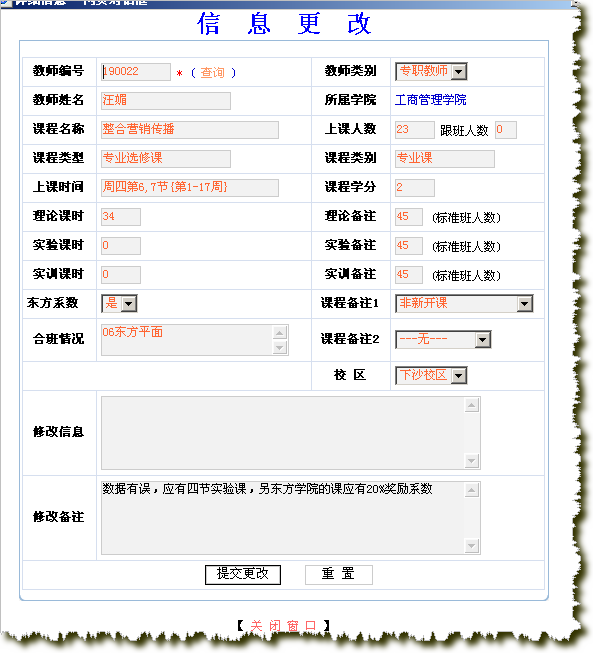 信 息 更 改
教师编号 190022 * ( 查询 ) 教师类别 专职教师
教师姓名 汪媚 所属学院 工商管理学院
课程名称 整合营销传播 上课人数 23 跟班人数 0
课程类型 专业选修课 课程类别 专业课
上课时间 周四第6,7节{第1-17周} 课程学分 2
理论课时 34 理论备注 45 (标准班人数)
实验课时 0 实验备注 45 (标准班人数)
实训课时 0 实训备注 45 (标准班人数)
东方系数 是 课程备注1 非新开课
合班情况 06东方平面 课程备注2 ---无---
校 区 下沙校区
修改信息
修改备注 数据有误，应有四节实验课，另东方学院的课应有20%奖励系数
提交更改 重 置
【 关 闭 窗 口 】